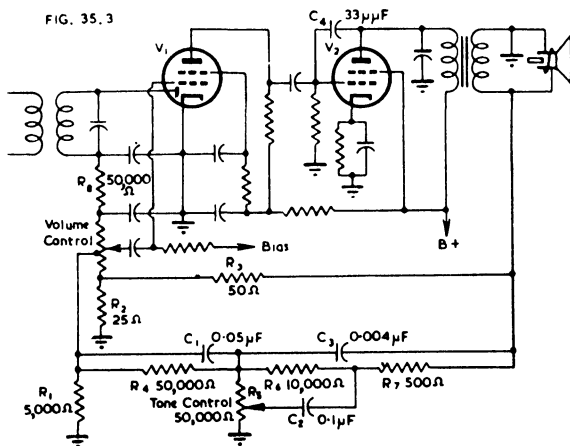 FIG. 35.3
C4 33μμF
V1
V2
R8 50,000 Ω
Volume Control
Bias
B+
R3
50Ω
R2
25Ω
C1 0.05μF
C3 0.004μF
R1
5,000Ω
R4 50,000Ω
R5
R6 10,000Ω
R7 500Ω
Tone Control
50,000Ω
C2 0.1μF